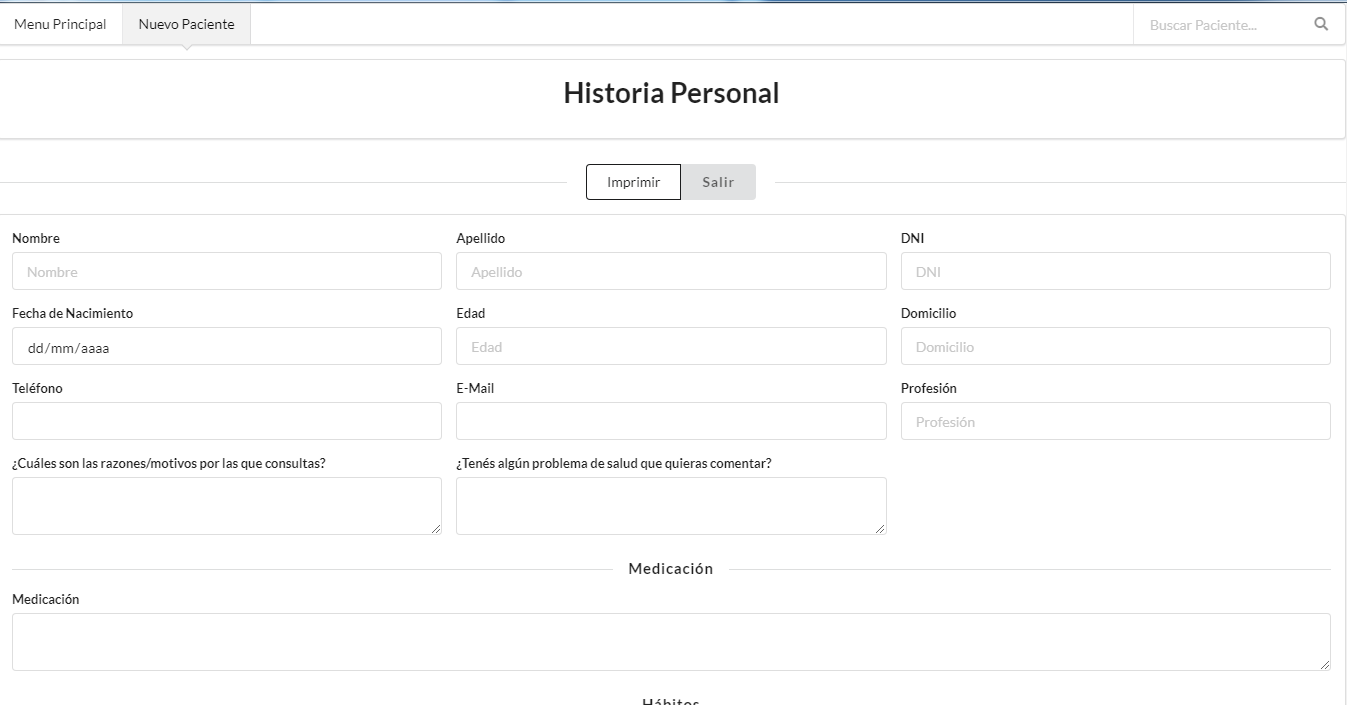 Menu Principal Nuevo Paciente Buscar Paciente...
Historia Personal
Imprimir Salir
Nombre Apellido DNI
Nombre Apellido DNI
Fecha de Nacimiento Edad Domicilio
dd/mm/aaaa Edad Domicilio
Teléfono E-Mail Profesión
Profesión
¿Cuáles son las razones/motivos por las que consultas? ¿Tenés algún problema de salud que quieras comentar?
Medicación
Medicación
Hábitos